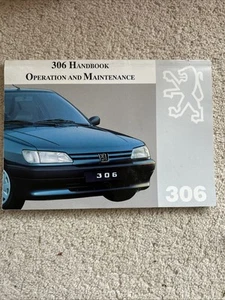 306 HANDBOOK
OPERATION AND MAINTENANCE
306
306